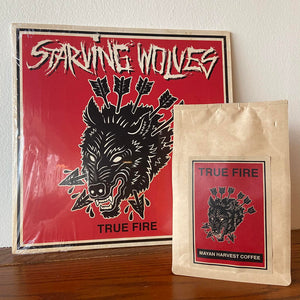 STARVING WOLVES
TRUE FIRE
TRUE FIRE
MAYAN HARVEST COFFEE